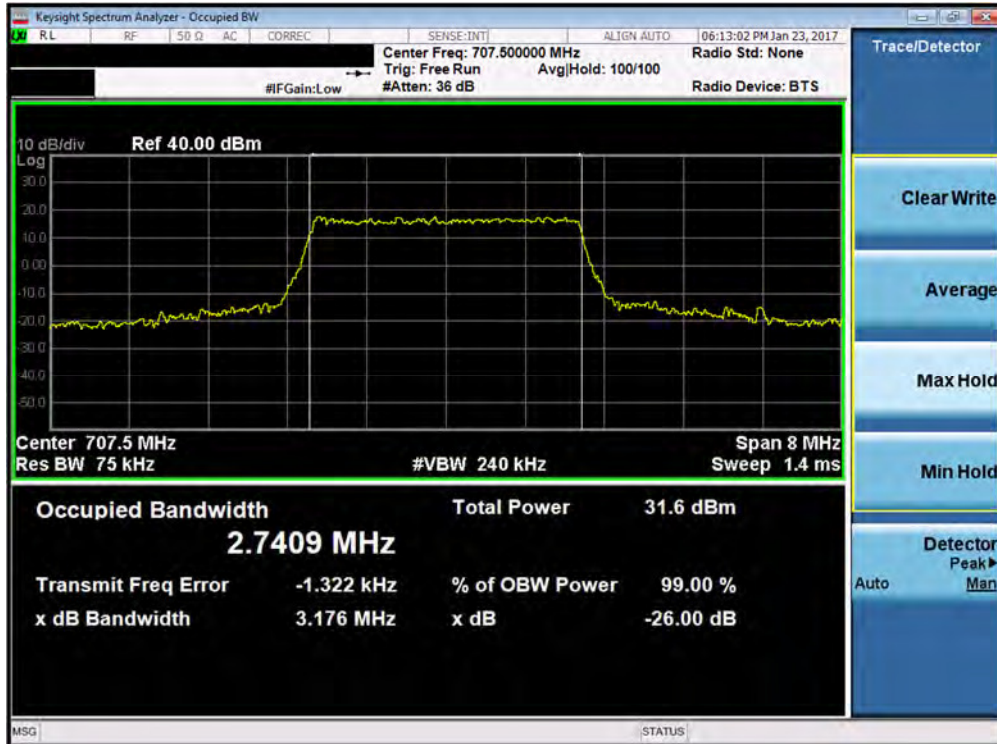 Keysight Spectrum Analyzer - Occupied BW
LXI RL RF 50 Ω AC CORREC SENSE:INT ALIGN AUTO 06:13:02 PM Jan 23, 2017
Center Freq: 707.500000 MHz Radio Std: None
Trig: Free Run Avg|Hold: 100/100
#IFGain:Low #Atten: 36 dB Radio Device: BTS
Trace/Detector
10 dB/div Ref 40.00 dBm
Log
30.0
20.0
10.0
0.00
-10.0
-20.0
-30.0
-40.0
-50.0
Center 707.5 MHz Span 8 MHz
Res BW 75 kHz #VBW 240 kHz Sweep 1.4 ms
Occupied Bandwidth Total Power 31.6 dBm
2.7409 MHz
Transmit Freq Error -1.322 kHz % of OBW Power 99.00 %
x dB Bandwidth 3.176 MHz x dB -26.00 dB
Clear Write
Average
Max Hold
Min Hold
Detector
Peak▶
Auto Man
MSG STATUS